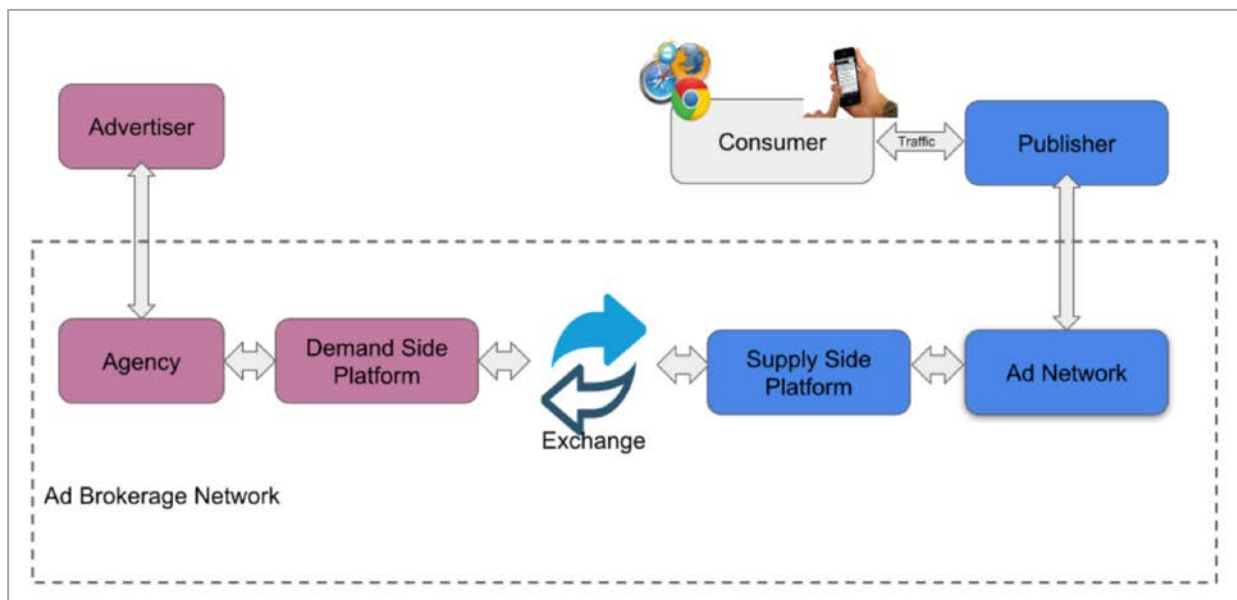 Advertiser
Consumer
Traffic
Publisher
Agency
Demand Side
Platform
Exchange
Supply Side
Platform
Ad Network
Ad Brokerage Network